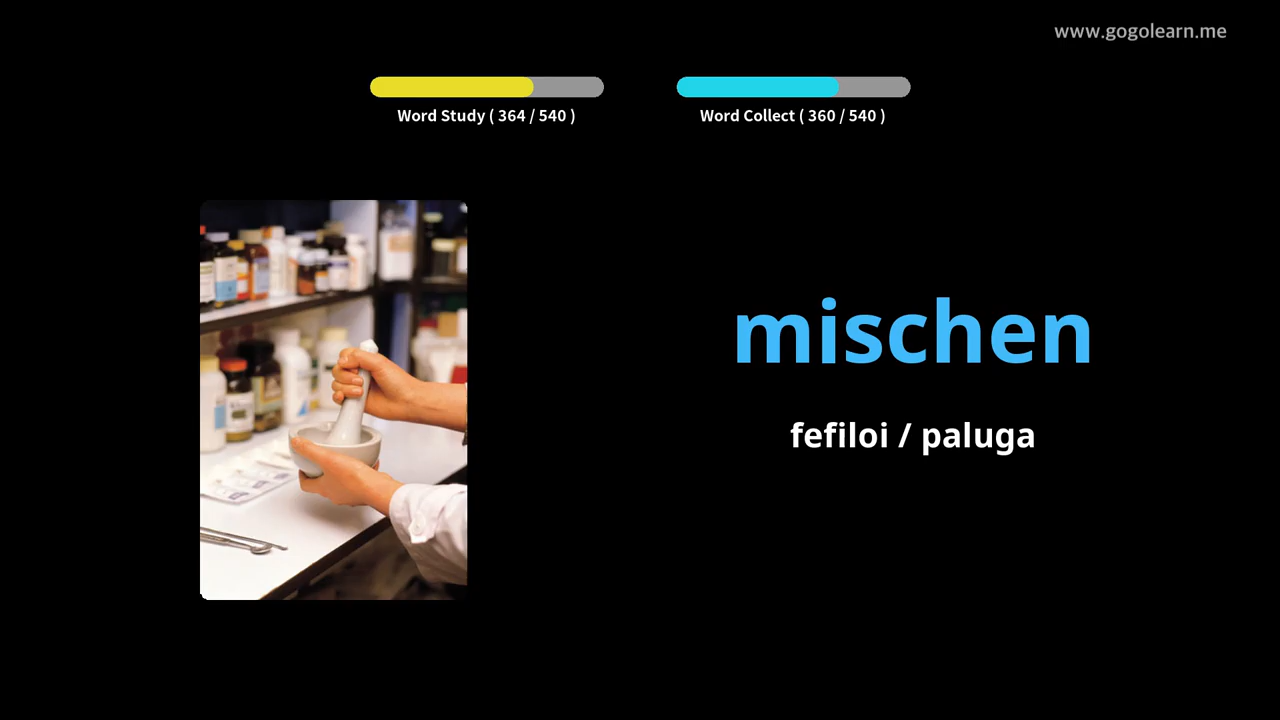 www.gogolearn.me
Word Study ( 364 / 540 )
Word Collect ( 360 / 540 )
mischen
fefiloi / paluga